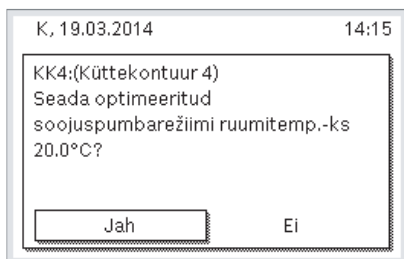 K, 19.03.2014 14:15
KK4:(Küttekontuur 4)
Seada optimeeritud
soojuspumbarežiimi ruumitemp.-ks
20.0°C?
Jah Ei